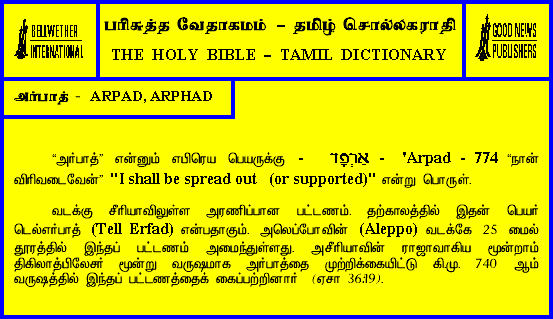 BELLWETHER
INTERNATIONAL
பரிசுத்த வேதாகமம் – தமிழ் சொல்லகராதி
THE HOLY BIBLE – TAMIL DICTIONARY
GOOD NEWS
PUBLISHERS
அர்பாத் - ARPAD, ARPHAD
“அர்பாத்” என்னும் எபிரெய பெயருக்கு - אַרְפָּד - 'Arpad - 774 “நான்
விரிவடைவேன்” "I shall be spread out (or supported)" என்று பொருள்.
வடக்கு சீரியாவிலுள்ள அரணிப்பான பட்டணம். தற்காலத்தில் இதன் பெயர்
டெல்எர்பாத் (Tell Erfad) என்பதாகும். அலெப்போவின் (Aleppo) வடக்கே 25 மைல்
தூரத்தில் இந்தப் பட்டணம் அமைந்துள்ளது. அசீரியாவின் ராஜாவாகிய மூன்றாம்
திகிலாத்பிலேசர் மூன்று வருஷமாக அர்பாத்தை முற்றிக்கையிட்டு கி.மு. 740 ஆம்
வருஷத்தில் இந்தப் பட்டணத்தைக் கைப்பற்றினார் (ஏசா 36:19).